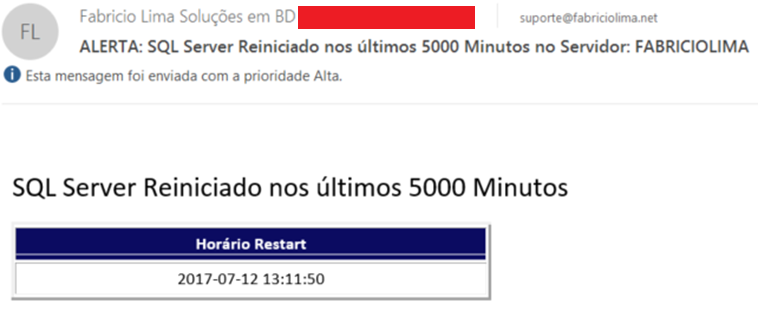 FL
Fabricio Lima Soluções em BD
suporte@fabriciolima.net
ALERTA: SQL Server Reiniciado nos últimos 5000 Minutos no Servidor: FABRICIOLIMA
Esta mensagem foi enviada com a prioridade Alta.
SQL Server Reiniciado nos últimos 5000 Minutos
Horário Restart
2017-07-12 13:11:50